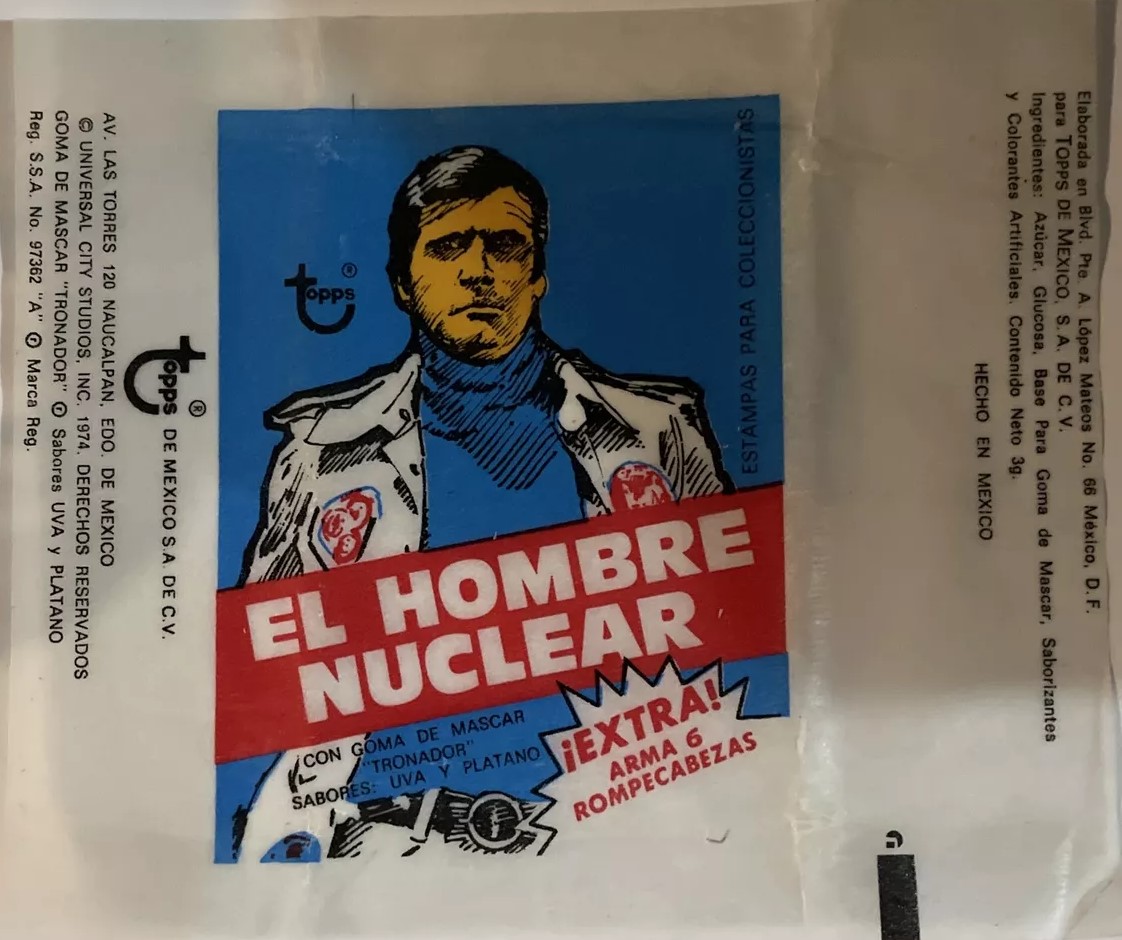 AV. LAS TORRES 120 NAUCALPAN, EDO. DE MEXICO
© UNIVERSAL CITY STUDIOS, INC. 1974. DERECHOS RESERVADOS
GOMA DE MASCAR "TRONADOR" Sabores UVA y PLATANO
Reg. S.S.A. No. 97362 "A" Marca Reg.
Topps® DE MEXICO S.A. DE C.V.
Topps®
ESTAMPAS PARA COLECCIONISTAS
EL HOMBRE
NUCLEAR
CON GOMA DE MASCAR
"TRONADOR"
SABORES: UVA Y PLATANO
¡EXTRA!
ARMA 6
ROMPECABEZAS
Elaborada en Blvd. Pte. A. López Mateos No. 66 México, D.F.
para TOPPS DE MEXICO, S.A. DE C.V.
Ingredientes: Azúcar, Glucosa, Base Para Goma de Mascar, Saborizantes
y Colorantes Artificiales. Contenido Neto 3g.
HECHO EN MEXICO